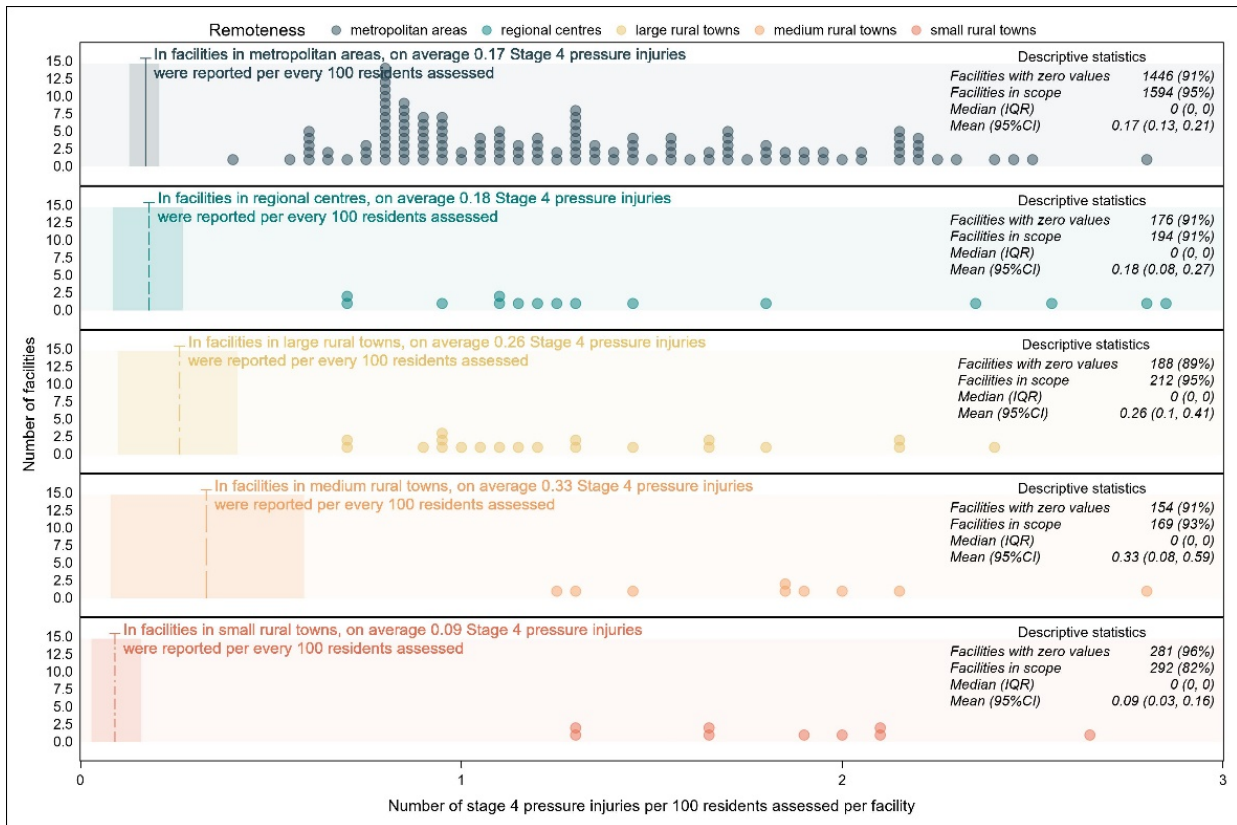 Remoteness metropolitan areas regional centres large rural towns medium rural towns small rural towns
Number of facilities
15.0
12.5
10.0
7.5
5.0
2.5
0.0
In facilities in metropolitan areas, on average 0.17 Stage 4 pressure injuries
were reported per every 100 residents assessed
Descriptive statistics
Facilities with zero values 1446 (91%)
Facilities in scope 1594 (95%)
Median (IQR) 0 (0, 0)
Mean (95%CI) 0.17 (0.13, 0.21)
15.0
12.5
10.0
7.5
5.0
2.5
0.0
In facilities in regional centres, on average 0.18 Stage 4 pressure injuries
were reported per every 100 residents assessed
Descriptive statistics
Facilities with zero values 176 (91%)
Facilities in scope 194 (91%)
Median (IQR) 0 (0, 0)
Mean (95%CI) 0.18 (0.08, 0.27)
15.0
12.5
10.0
7.5
5.0
2.5
0.0
In facilities in large rural towns, on average 0.26 Stage 4 pressure injuries
were reported per every 100 residents assessed
Descriptive statistics
Facilities with zero values 188 (89%)
Facilities in scope 212 (95%)
Median (IQR) 0 (0, 0)
Mean (95%CI) 0.26 (0.1, 0.41)
15.0
12.5
10.0
7.5
5.0
2.5
0.0
In facilities in medium rural towns, on average 0.33 Stage 4 pressure injuries
were reported per every 100 residents assessed
Descriptive statistics
Facilities with zero values 154 (91%)
Facilities in scope 169 (93%)
Median (IQR) 0 (0, 0)
Mean (95%CI) 0.33 (0.08, 0.59)
15.0
12.5
10.0
7.5
5.0
2.5
0.0
In facilities in small rural towns, on average 0.09 Stage 4 pressure injuries
were reported per every 100 residents assessed
Descriptive statistics
Facilities with zero values 281 (96%)
Facilities in scope 292 (82%)
Median (IQR) 0 (0, 0)
Mean (95%CI) 0.09 (0.03, 0.16)
0 1 2 3
Number of stage 4 pressure injuries per 100 residents assessed per facility